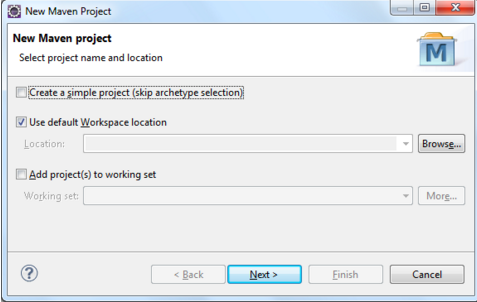 New Maven Project
New Maven project
Select project name and location
M
Create a simple project (skip archetype selection)
Use default Workspace location
Location:
Browse...
Add project(s) to working set
Working set:
More...
?
< Back
Next >
Finish
Cancel